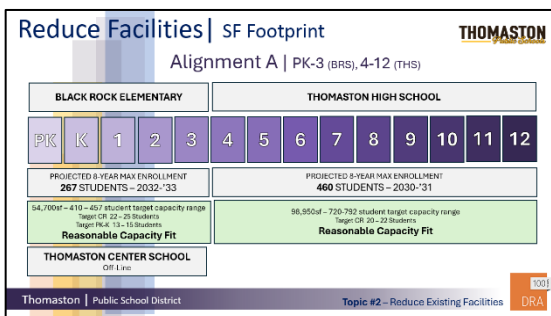 Reduce Facilities| SF Footprint
THOMASTON
Public School
Alignment A | PK-3 (BRS), 4-12 (THS)
BLACK ROCK ELEMENTARY
THOMASTON HIGH SCHOOL
PK K 1 2 3 4 5 6 7 8 9 10 11 12
PROJECTED 8-YEAR MAX ENROLLMENT
267 STUDENTS – 2032-'33
PROJECTED 8-YEAR MAX ENROLLMENT
460 STUDENTS – 2030-'31
54,700sf – 410 – 457 student target capacity range
Target CR 22 – 25 Students
Target PK-K 13 – 15 Students
Reasonable Capacity Fit
98,950sf – 720-792 student target capacity range
Target CR 20 – 22 Students
Reasonable Capacity Fit
THOMASTON CENTER SCHOOL
Off-Line
Thomaston | Public School District
Topic #2 – Reduce Existing Facilities
100
DRA